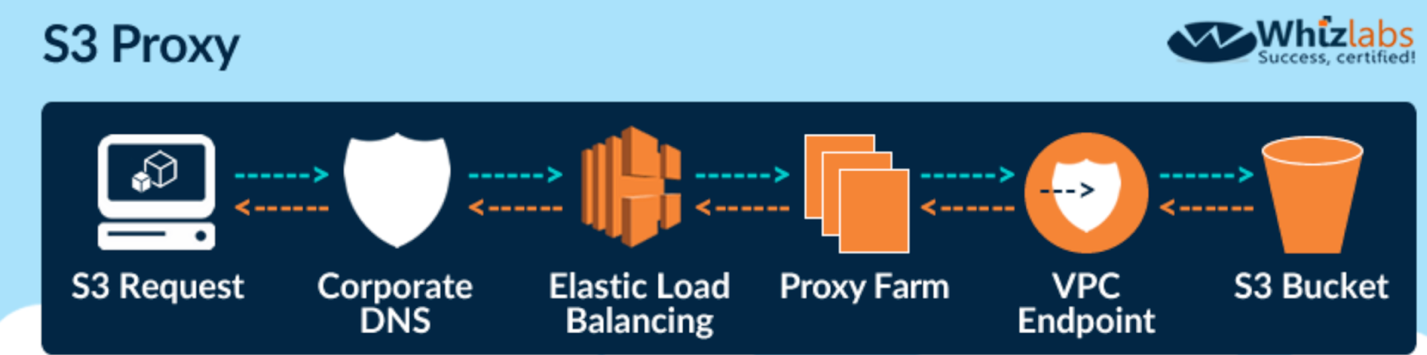 S3 Proxy
Whizlabs
Success, certified!
S3 Request
Corporate
DNS
Elastic Load
Balancing
Proxy Farm
VPC
Endpoint
S3 Bucket